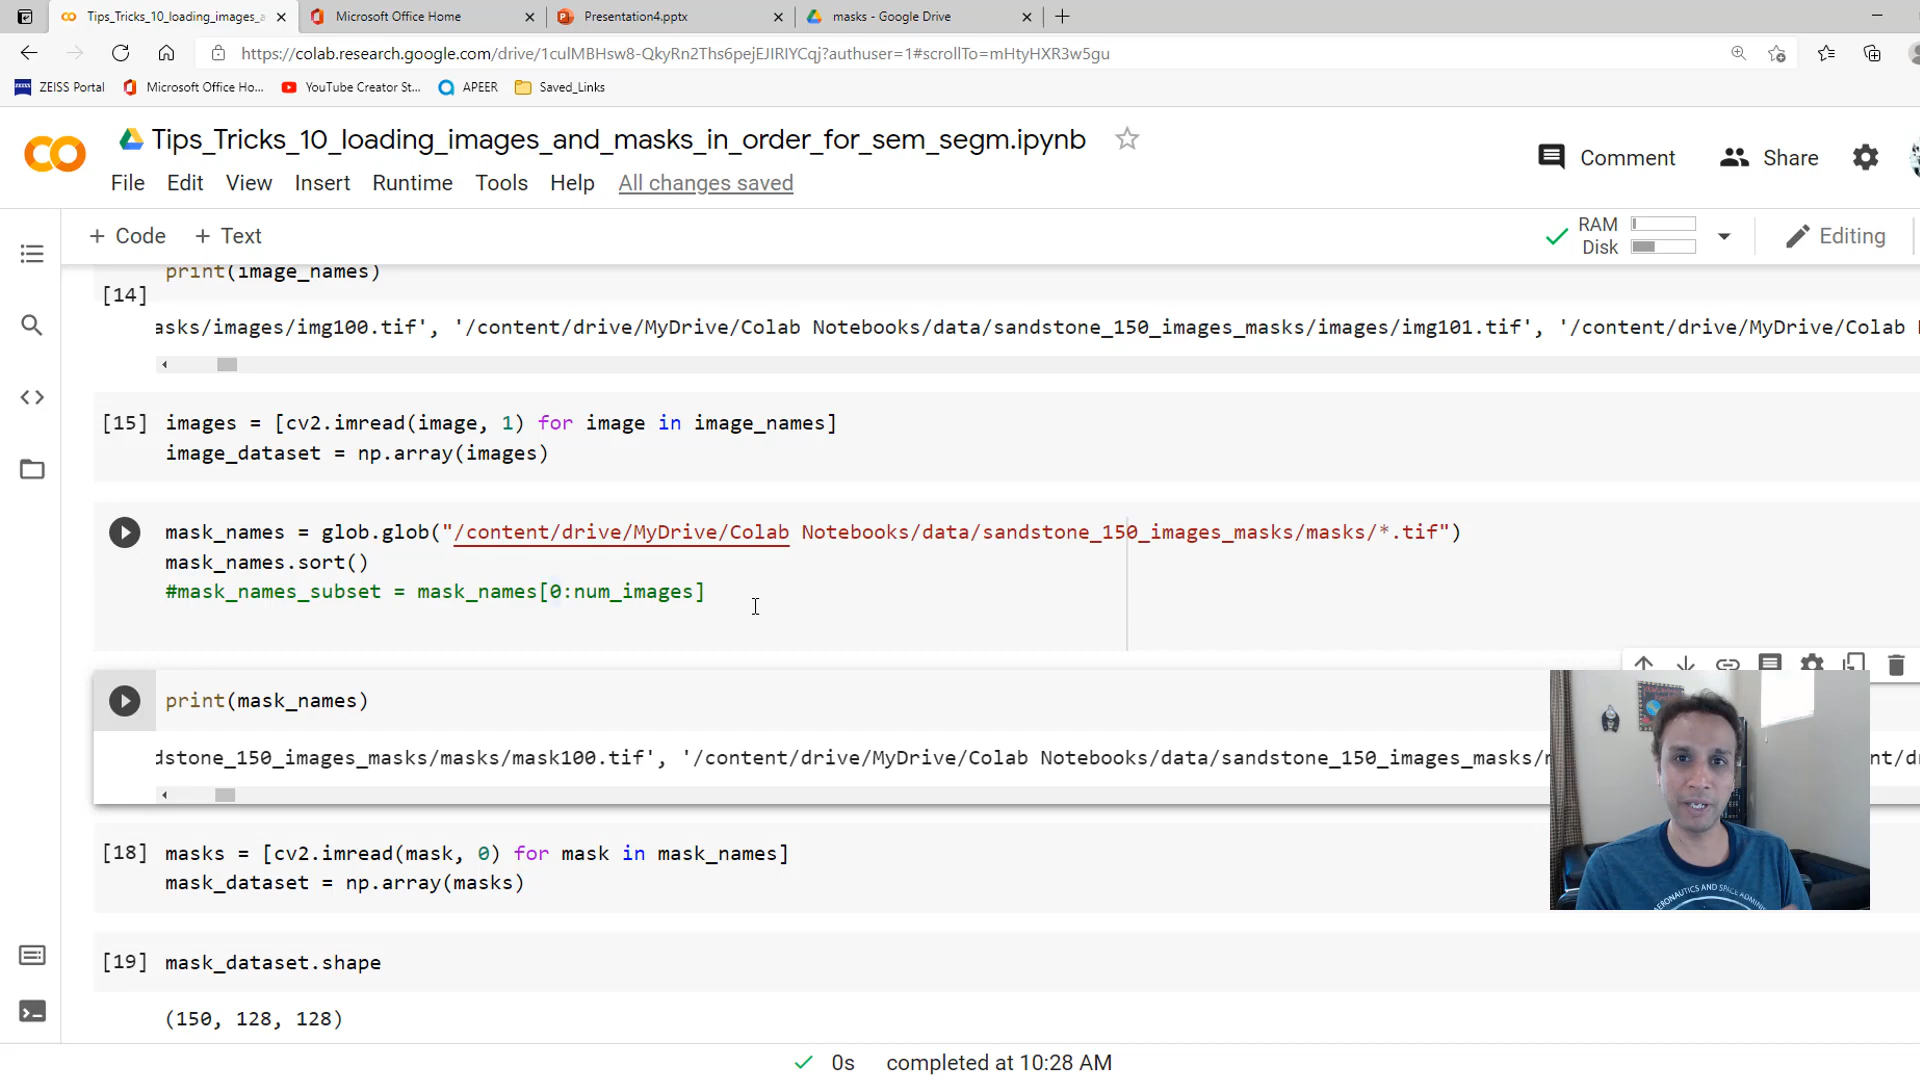 Tips_Tricks_10_loading_images_a
Microsoft Office Home
Presentation4.pptx
masks - Google Drive
https://colab.research.google.com/drive/1culMBHsw8-QkyRn2Ths6pejEJIRIYCqj?authuser=1#scrollTo=mHtyHXR3w5gu
ZEISS Portal
Microsoft Office Ho...
YouTube Creator St...
APEER
Saved_Links
Tips_Tricks_10_loading_images_and_masks_in_order_for_sem_segm.ipynb
Comment
Share
File Edit View Insert Runtime Tools Help All changes saved
+ Code + Text
RAM
Disk
Editing
print(image_names)
[14]
asks/images/img100.tif', '/content/drive/MyDrive/Colab Notebooks/data/sandstone_150_images_masks/images/img101.tif', '/content/drive/MyDrive/Colab
[15] images = [cv2.imread(image, 1) for image in image_names]
image_dataset = np.array(images)
mask_names = glob.glob("/content/drive/MyDrive/Colab Notebooks/data/sandstone_150_images_masks/masks/*.tif")
mask_names.sort()
#mask_names_subset = mask_names[0:num_images]
print(mask_names)
dstone_150_images_masks/masks/mask100.tif', '/content/drive/MyDrive/Colab Notebooks/data/sandstone_150_images_masks/
[18] masks = [cv2.imread(mask, 0) for mask in mask_names]
mask_dataset = np.array(masks)
[19] mask_dataset.shape
(150, 128, 128)
0s completed at 10:28 AM